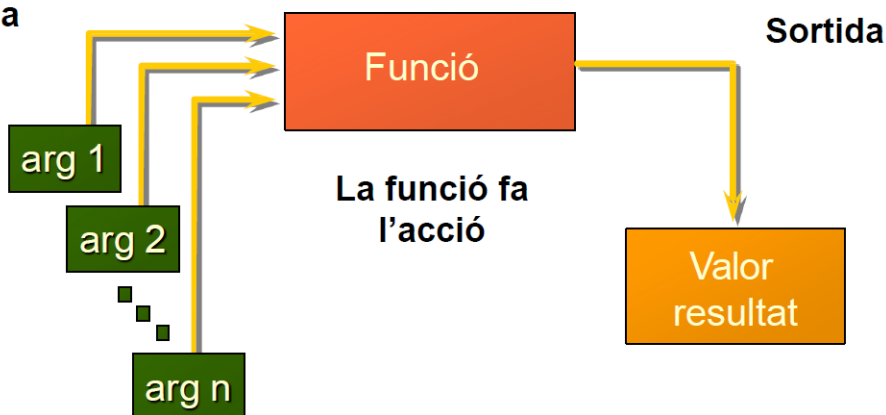 a
Funció
Sortida
arg 1
La funció fa
l’acció
arg 2
Valor
resultat
arg n